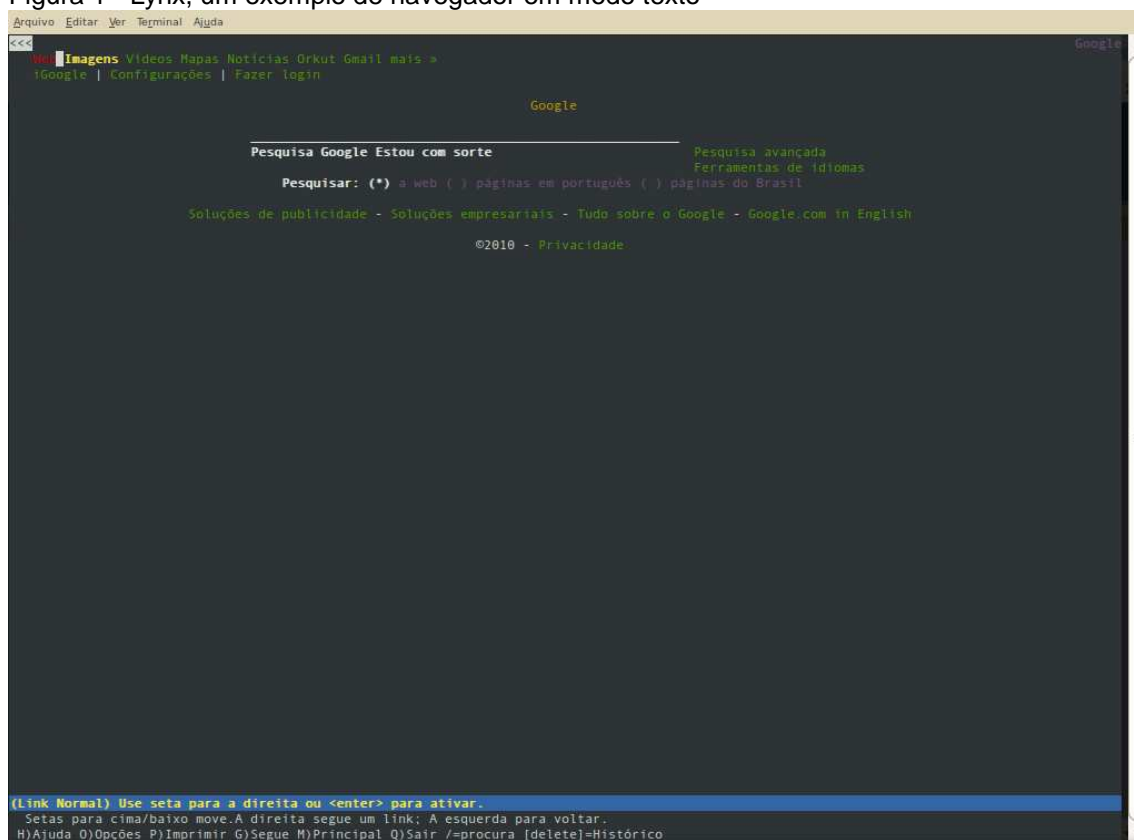 Figura 1 - Lynx, um exemplo de navegador em modo texto
Arquivo Editar Ver Terminal Ajuda
<<< Google
Web Imagens Vídeos Mapas Notícias Orkut Gmail mais »
iGoogle | Configurações | Fazer login
Google
Pesquisa Google Estou com sorte Pesquisa avançada
Ferramentas de idiomas
Pesquisar: (*) a web ( ) páginas em português ( ) páginas do Brasil
Soluções de publicidade - Soluções empresariais - Tudo sobre o Google - Google.com in English
©2010 - Privacidade
(Link Normal) Use seta para a direita ou <enter> para ativar.
Setas para cima/baixo move.A direita segue um link; A esquerda para voltar.
H)Ajuda O)Opções P)Imprimir G)Segue M)Principal Q)Sair /=procura [delete]=Histórico